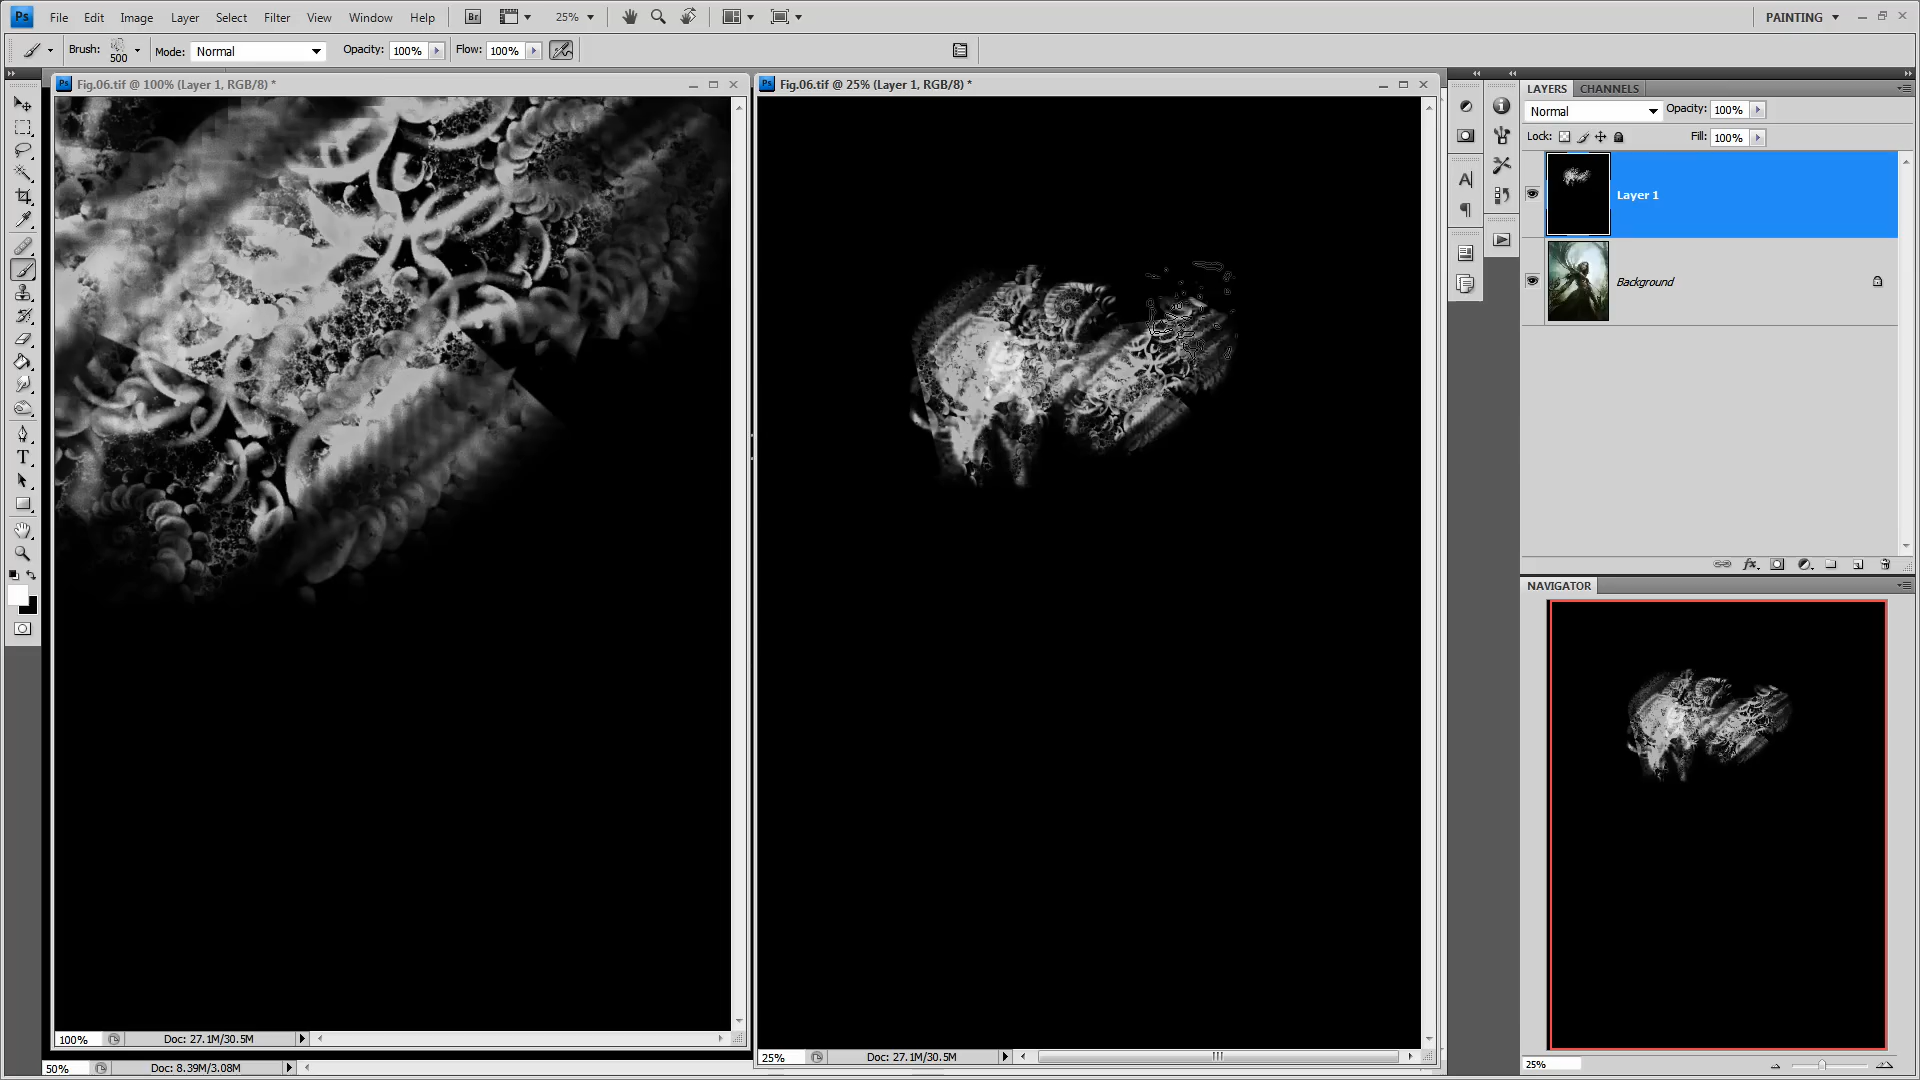 Ps File Edit Image Layer Select Filter View Window Help Br 25% PAINTING
Brush: 500 Mode: Normal Opacity: 100% Flow: 100%
Ps Fig.06.tif @ 100% (Layer 1, RGB/8) *
Ps Fig.06.tif @ 25% (Layer 1, RGB/8) *
LAYERS CHANNELS
Normal Opacity: 100%
Lock: Fill: 100%
Layer 1
Background
fx
T
A
NAVIGATOR
100% Doc: 27.1M/30.5M
25% Doc: 27.1M/30.5M
50% Doc: 8.39M/3.08M
25%